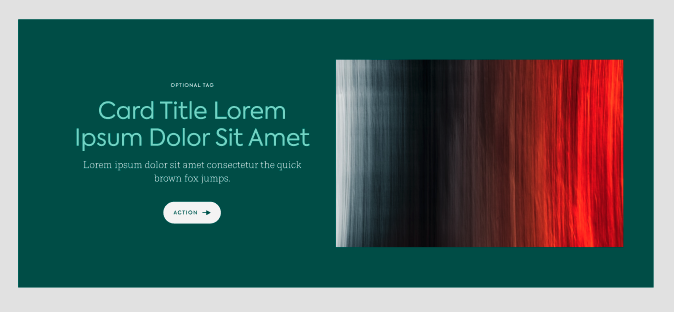 OPTIONAL TAG
Card Title Lorem
Ipsum Dolor Sit Amet
Lorem ipsum dolor sit amet consectetur the quick
brown fox jumps.
ACTION